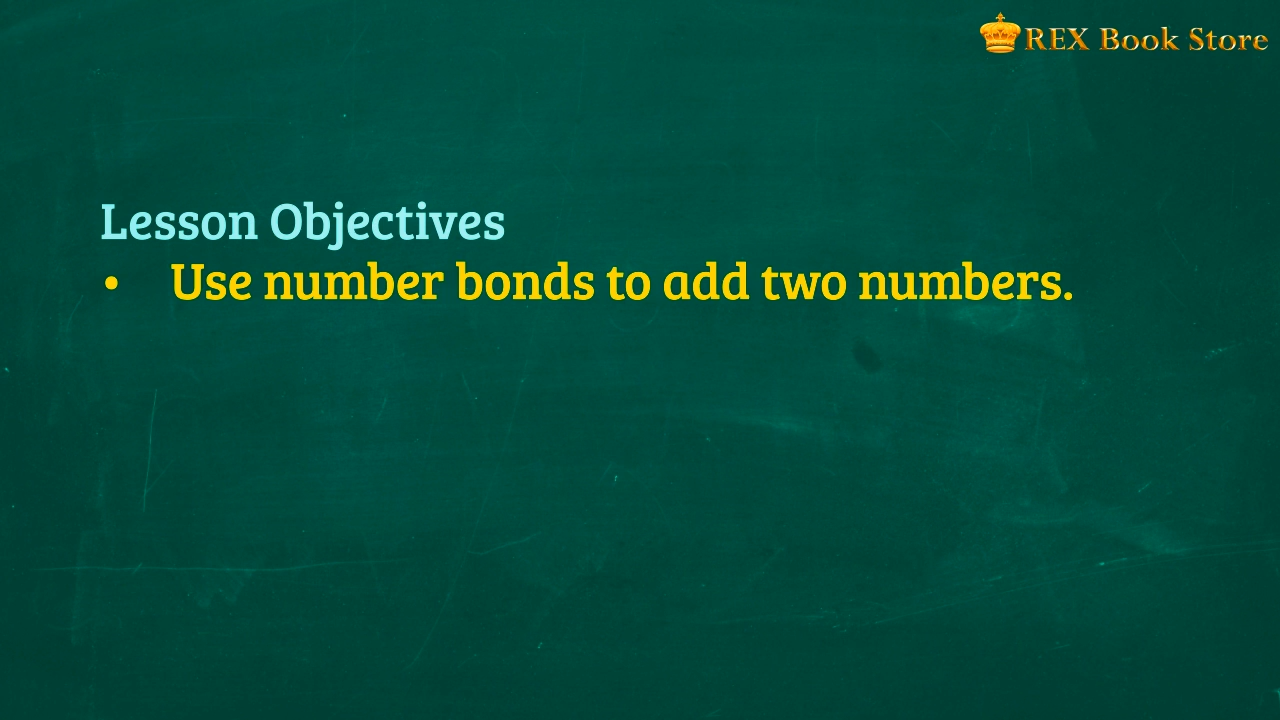 REX Book Store
Lesson Objectives
• Use number bonds to add two numbers.